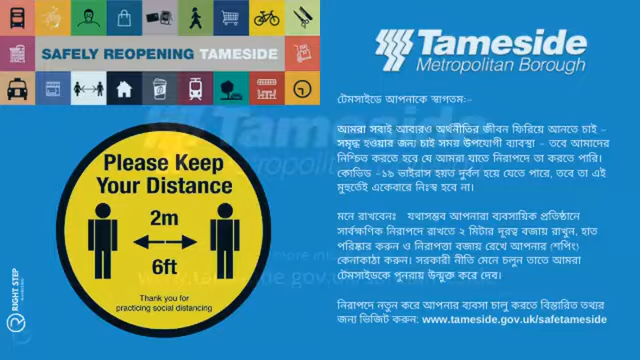 SAFELY REOPENING TAMESIDE
Tameside
Metropolitan Borough
টেমসাইডে আপনাকে স্বাগতম:-
আমরা সবাই আবারও অর্থনীতির জীবন ফিরিয়ে আনতে চাই –
সমৃদ্ধ হওয়ার জন্য চাই সময় উপযোগী ব্যবস্থা – তবে আমাদের
নিশ্চিত করতে হবে যে আমরা যাতে নিরাপদে তা করতে পারি।
কোভিড -১৯ ভাইরাস হয়ত দুর্বল হয়ে যেতে পারে, তবে তা এই
মুহুর্তেই একেবারে নিঃস্ব হবে না।
মনে রাখবেনঃ যথাসম্ভব আপনারা ব্যবসায়িক প্রতিষ্ঠানে
সার্বক্ষণিক নিরাপদে রাখতে ২ মিটার দূরত্ব বজায় রাখুন, হাত
পরিষ্কার করুন ও নিরাপত্তা বজায় রেখে আপনার (শপিং)
কেনাকাঠা করুন। সরকারী নীতি মেনে চলুন তাতে আমরা
টেমসাইডকে পুনরায় উন্মুক্ত করে দেব।
নিরাপদে নতুন করে আপনার ব্যবসা চালু করতে বিস্তারিত তথ্যর
জন্য ভিজিট করুন: www.tameside.gov.uk/safetameside
Please Keep
Your Distance
2m
6ft
Thank you for
practicing social distancing
RIGHT STEP